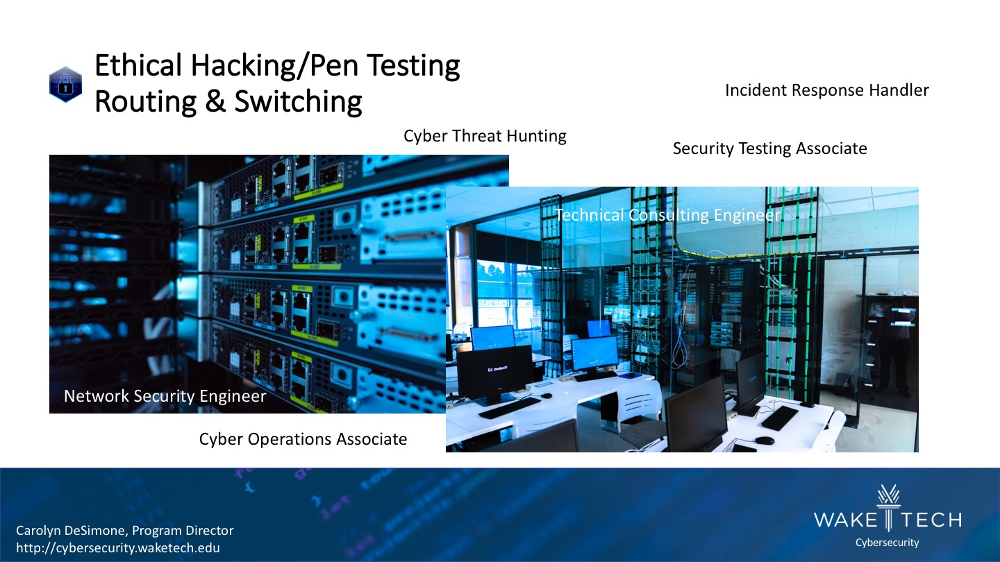 Ethical Hacking/Pen Testing
Routing & Switching
Incident Response Handler
Cyber Threat Hunting
Security Testing Associate
Technical Consulting Engineer
Network Security Engineer
Cyber Operations Associate
Carolyn DeSimone, Program Director
http://cybersecurity.waketech.edu
WAKE TECH
Cybersecurity